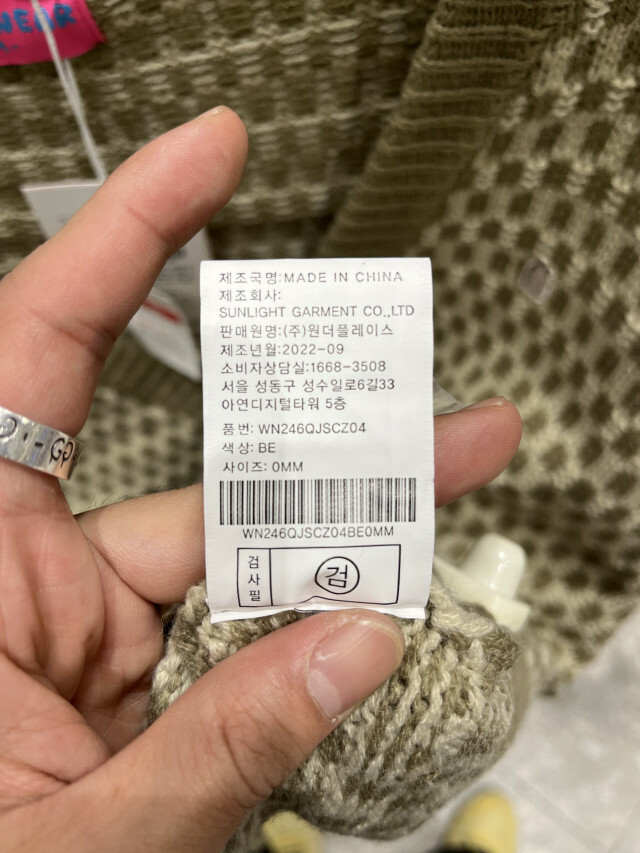 WEAR
제조국명:MADE IN CHINA
제조회사:
SUNLIGHT GARMENT CO.,LTD
판매원명:(주)원더플레이스
제조년월:2022-09
소비자상담실:1668-3508
서울 성동구 성수일로6길33
아연디지털타워 5층
품번: WN246QJSCZ04
색상: BE
사이즈: 0MM
WN246QJSCZ04BE0MM
검사필
검